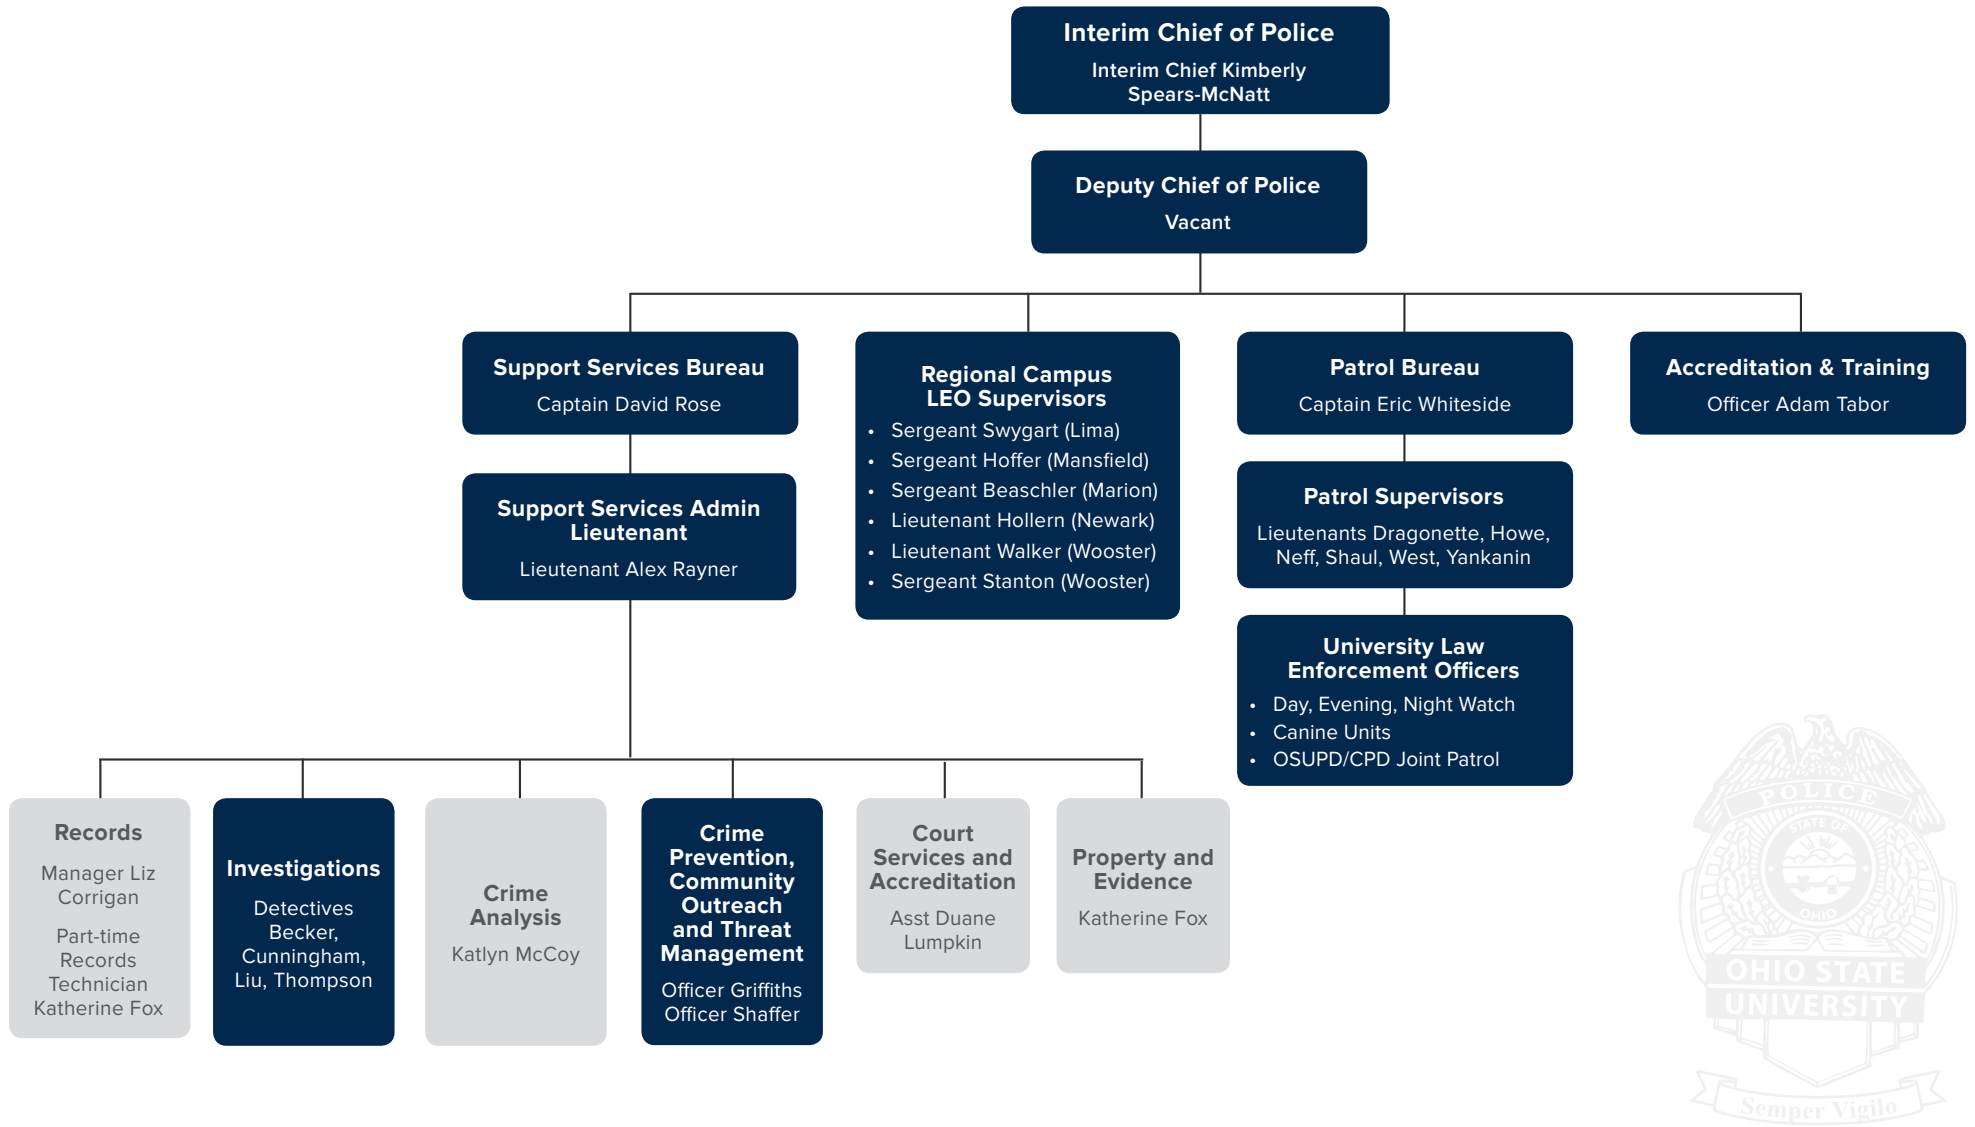 Interim Chief of Police
Interim Chief Kimberly
Spears-McNatt
Deputy Chief of Police
Vacant
Support Services Bureau
Captain David Rose
Regional Campus
LEO Supervisors
• Sergeant Swygart (Lima)
• Sergeant Hoffer (Mansfield)
• Sergeant Beaschler (Marion)
• Lieutenant Hollern (Newark)
• Lieutenant Walker (Wooster)
• Sergeant Stanton (Wooster)
Patrol Bureau
Captain Eric Whiteside
Accreditation & Training
Officer Adam Tabor
Support Services Admin
Lieutenant
Lieutenant Alex Rayner
Patrol Supervisors
Lieutenants Dragonette, Howe,
Neff, Shaul, West, Yankanin
University Law
Enforcement Officers
• Day, Evening, Night Watch
• Canine Units
• OSUPD/CPD Joint Patrol
Records
Manager Liz
Corrigan
Part-time
Records
Technician
Katherine Fox
Investigations
Detectives
Becker,
Cunningham,
Liu, Thompson
Crime
Analysis
Katlyn McCoy
Crime
Prevention,
Community
Outreach
and Threat
Management
Officer Griffiths
Officer Shaffer
Court
Services and
Accreditation
Asst Duane
Lumpkin
Property and
Evidence
Katherine Fox
POLICE
STATE OF
OHIO
OHIO STATE
UNIVERSITY
Semper Vigilo